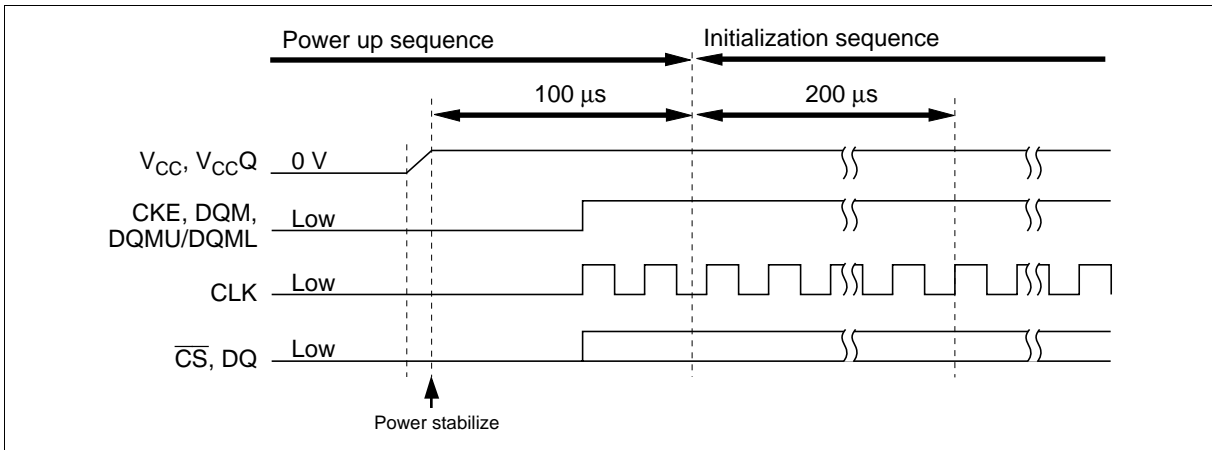 Power up sequence
Initialization sequence
100 μs
200 μs
VCC, VCCQ
0 V
CKE, DQM,
DQMU/DQML
Low
CLK
Low
CS, DQ
Low
Power stabilize